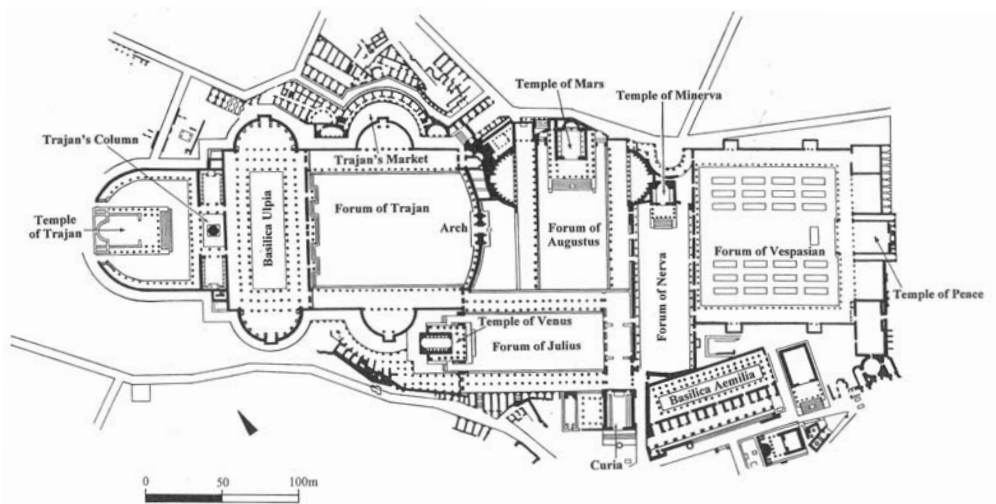 Temple of
Mars
Temple of Minerva
Trajan's Column
Trajan's Market
Temple
of Trajan
Basilica Ulpia
Forum of Trajan
Arch
Forum of
Augustus
Forum of Nerva
Forum of Vespasian
Temple of Peace
Temple of Venus
Forum of Julius
Basilica Aemilia
Curia
0
50
100m